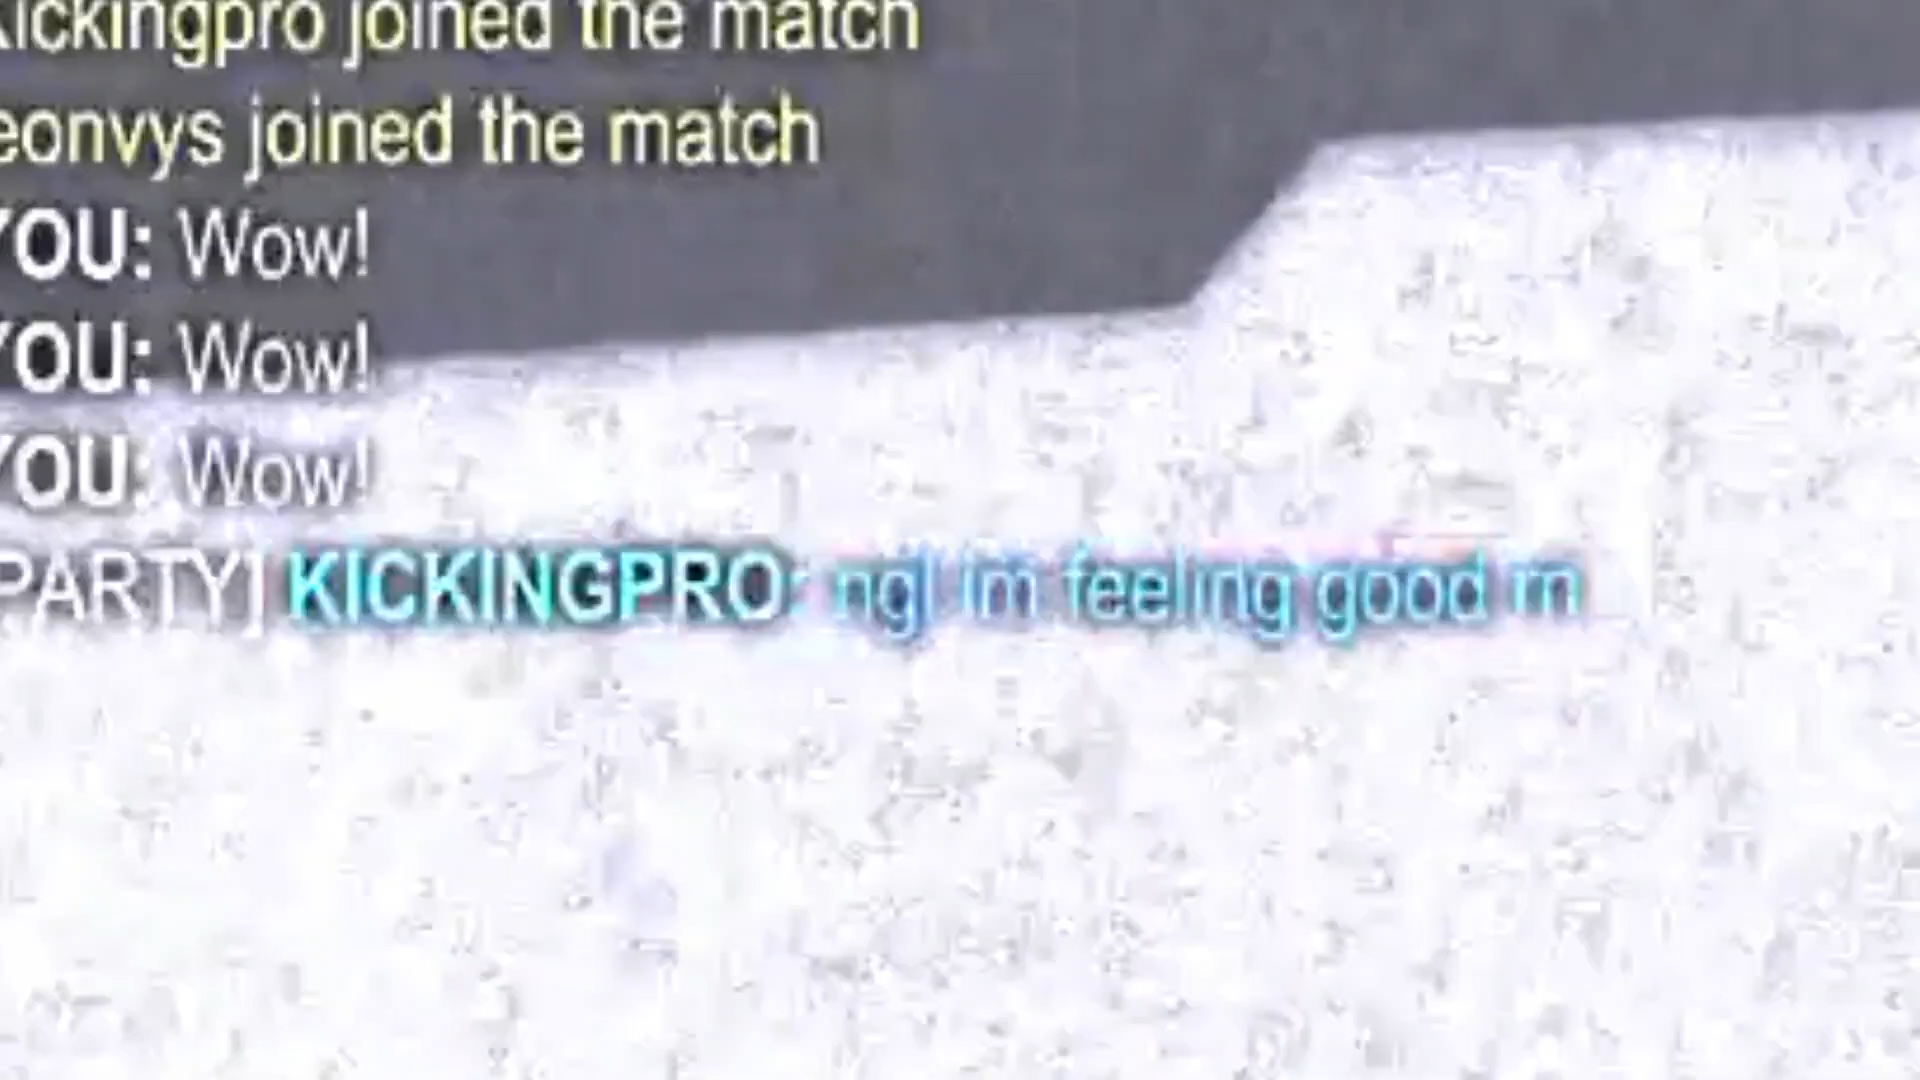 Kickingpro joined the match
eonvys joined the match
YOU: Wow!
YOU: Wow!
YOU: Wow!
[PARTY] KICKINGPRO: ngl im feeling good rn